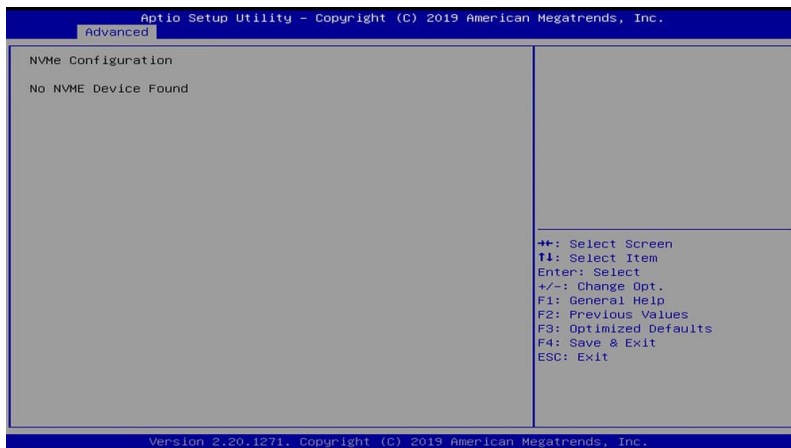 Aptio Setup Utility – Copyright (C) 2019 American Megatrends, Inc.
Advanced
NVMe Configuration
No NVME Device Found
→←: Select Screen
↑↓: Select Item
Enter: Select
+/-: Change Opt.
F1: General Help
F2: Previous Values
F3: Optimized Defaults
F4: Save & Exit
ESC: Exit
Version 2.20.1271. Copyright (C) 2019 American Megatrends, Inc.